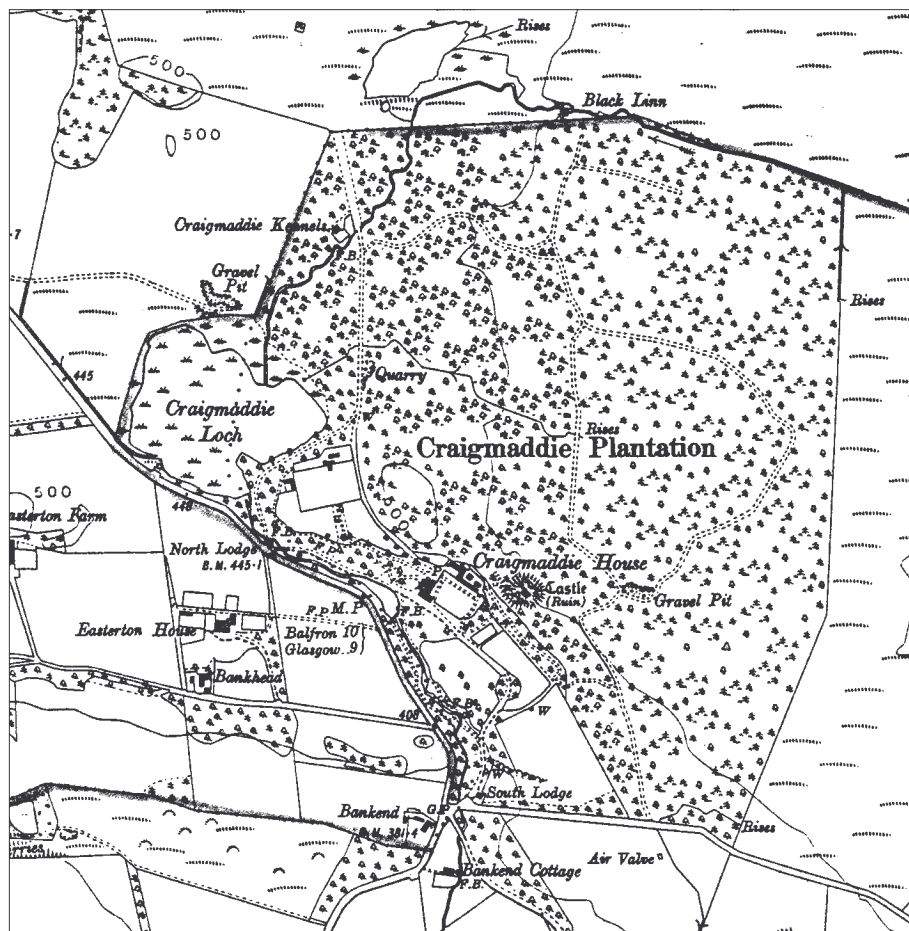 Rises
500
Black Linn
500
Craigmaddie Kennels
F.B.
Gravel
Pit
Rises
445
Quarry
Craigmaddie
Loch
W
Rises
Craigmaddie Plantation
500
448
Easterton Farm
500
North Lodge
B.M. 445·1
Craigmaddie House
Castle
(Ruin)
Gravel Pit
F.P.
M.P.
F.B.
Balfron 10
Glasgow..9
Easterton House
Bankhead
408
F.B.
W
W
South Lodge
Bankend
G.P.
B.M. 381·4
Rises
Air Valve
Bankend Cottage
F.B.